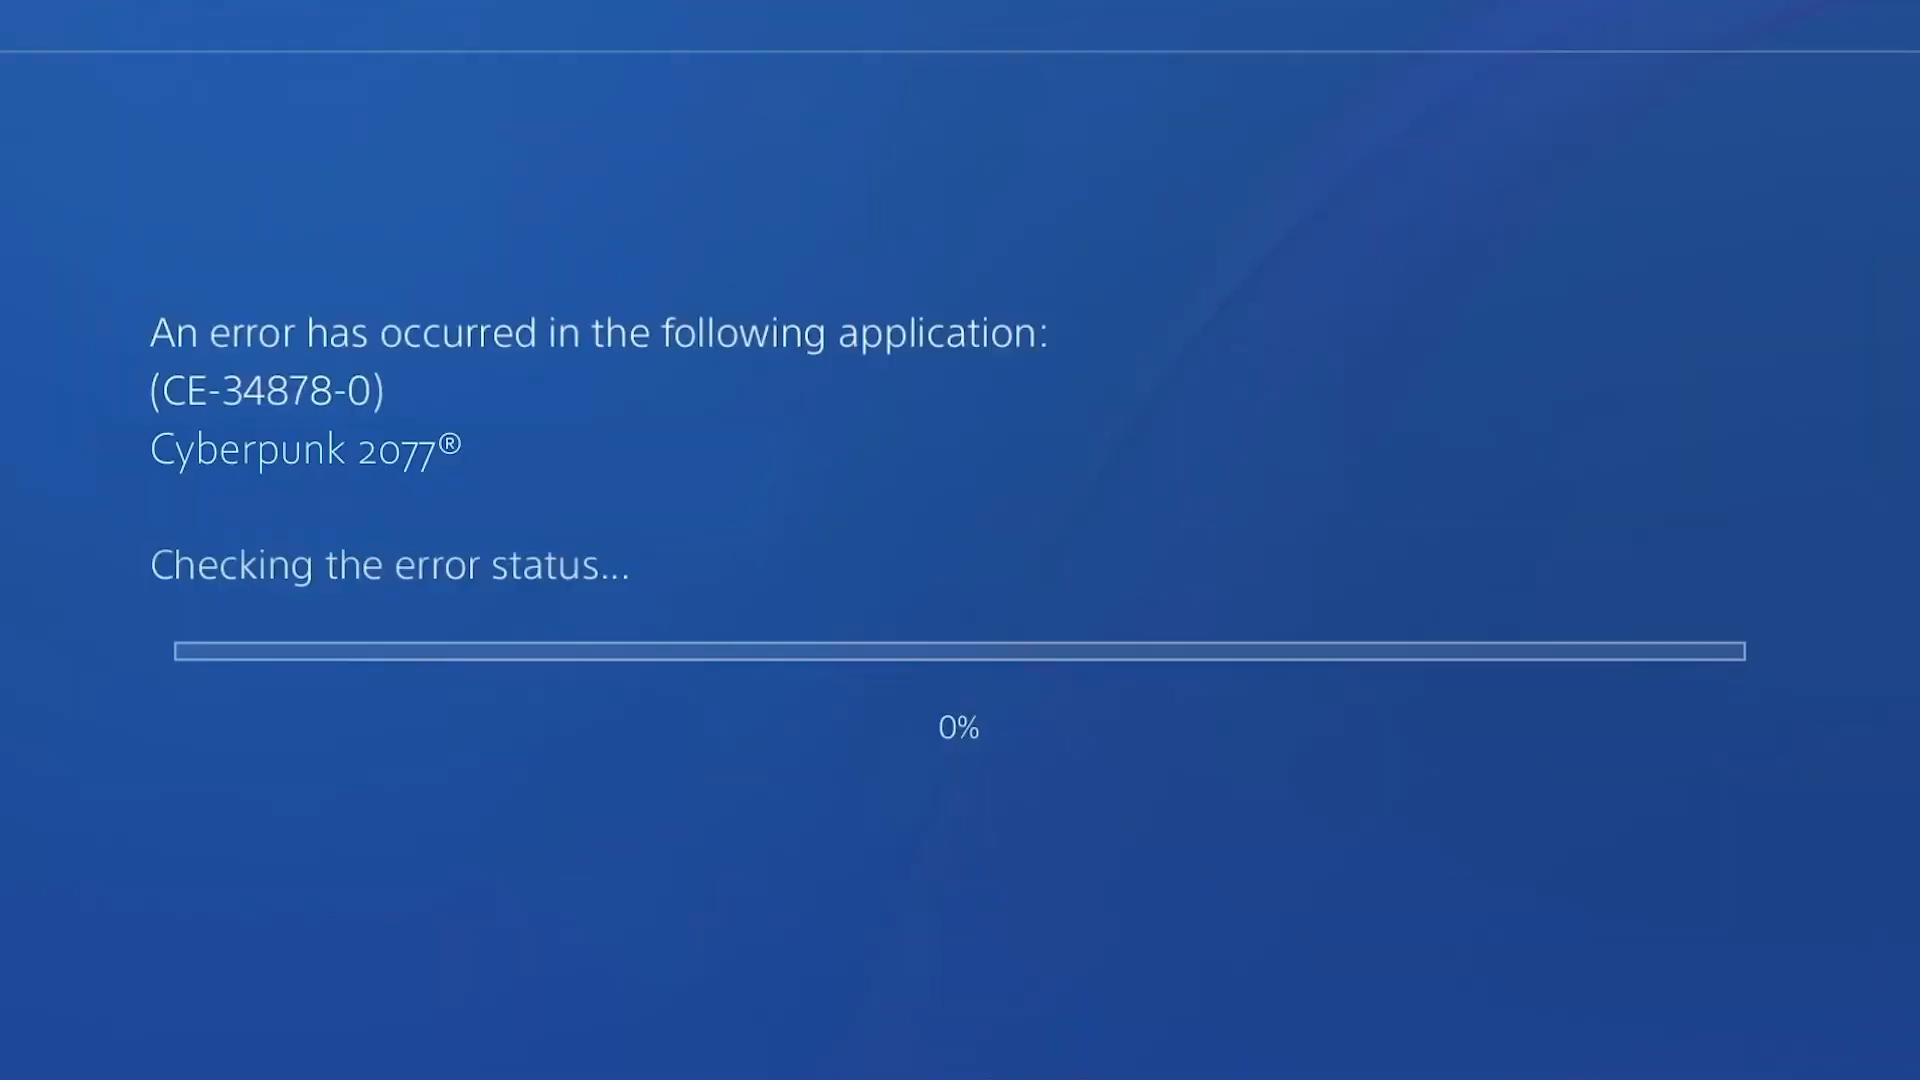 An error has occurred in the following application:
(CE-34878-0)
Cyberpunk 2077®
Checking the error status...
0%